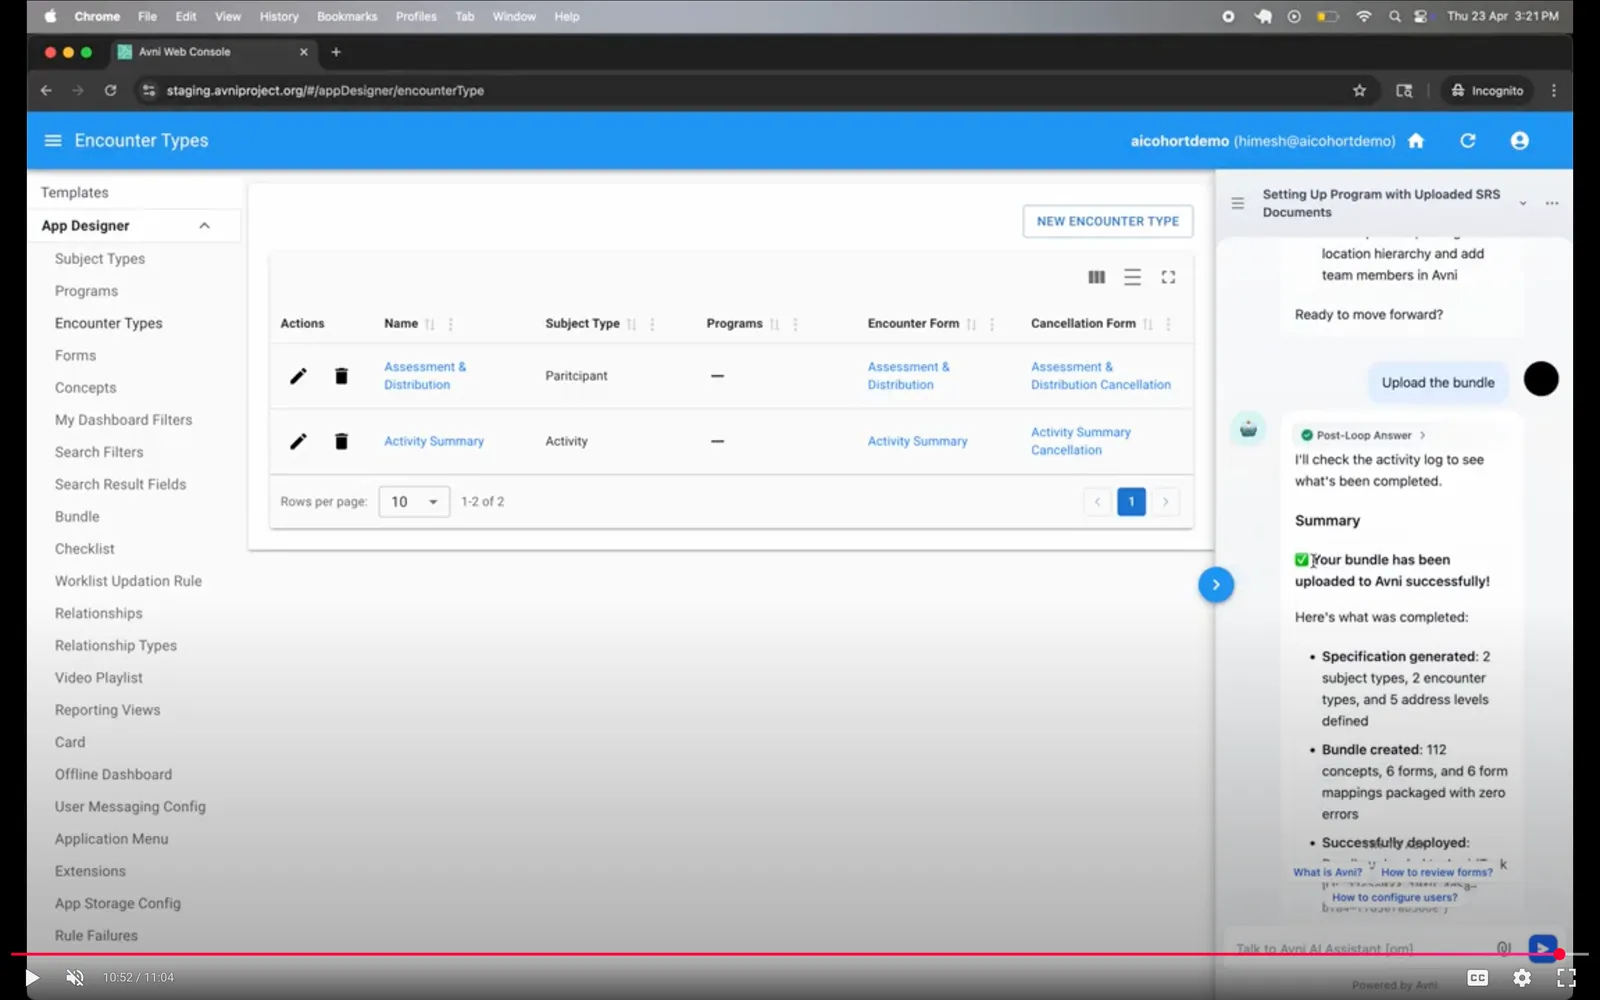 Chrome File Edit View History Bookmarks Profiles Tab Window Help
Thu 23 Apr 3:21 PM
Avni Web Console
staging.avniproject.org/#/appDesigner/encounterType
Incognito
Encounter Types
aicohortdemo (himesh@aicohortdemo)
Templates
App Designer
Subject Types
Programs
Encounter Types
Forms
Concepts
My Dashboard Filters
Search Filters
Search Result Fields
Bundle
Checklist
Worklist Updation Rule
Relationships
Relationship Types
Video Playlist
Reporting Views
Card
Offline Dashboard
User Messaging Config
Application Menu
Extensions
App Storage Config
Rule Failures
NEW ENCOUNTER TYPE
Actions Name Subject Type Programs Encounter Form Cancellation Form
Assessment & Distribution Paritcipant — Assessment & Distribution Assessment & Distribution Cancellation
Activity Summary Activity — Activity Summary Activity Summary Cancellation
Rows per page: 10 1-2 of 2
1
Setting Up Program with Uploaded SRS
Documents
location hierarchy and add
team members in Avni
Ready to move forward?
Upload the bundle
Post-Loop Answer
I'll check the activity log to see
what's been completed.
Summary
✅ Your bundle has been
uploaded to Avni successfully!
Here's what was completed:
• Specification generated: 2
subject types, 2 encounter
types, and 5 address levels
defined
• Bundle created: 112
concepts, 6 forms, and 6 form
mappings packaged with zero
errors
• Successfully deployed:
What is Avni? How to review forms?
How to configure users?
Talk to Avni AI Assistant
Powered by Avni
10:52 / 11:04
CC